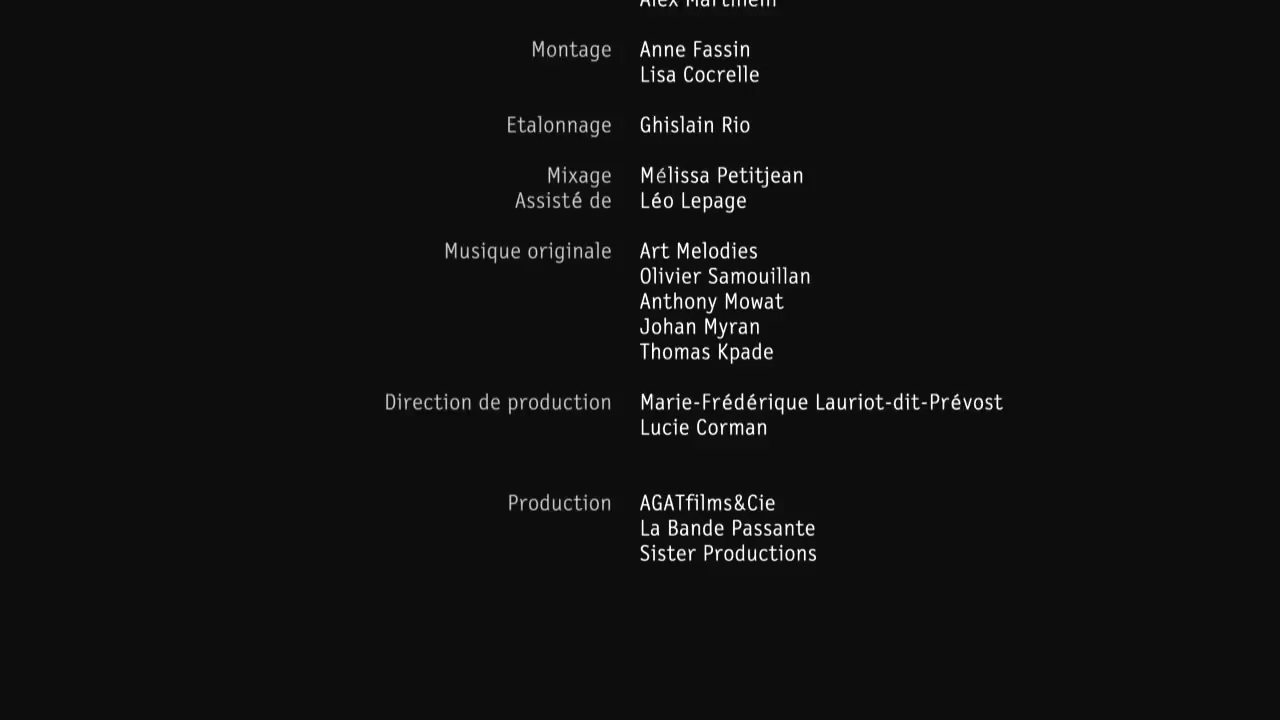 Montage Anne Fassin
Lisa Cocrelle
Etalonnage Ghislain Rio
Mixage Mélissa Petitjean
Assisté de Léo Lepage
Musique originale Art Melodies
Olivier Samouillan
Anthony Mowat
Johan Myran
Thomas Kpade
Direction de production Marie-Frédérique Lauriot-dit-Prévost
Lucie Corman
Production AGATfilms&Cie
La Bande Passante
Sister Productions